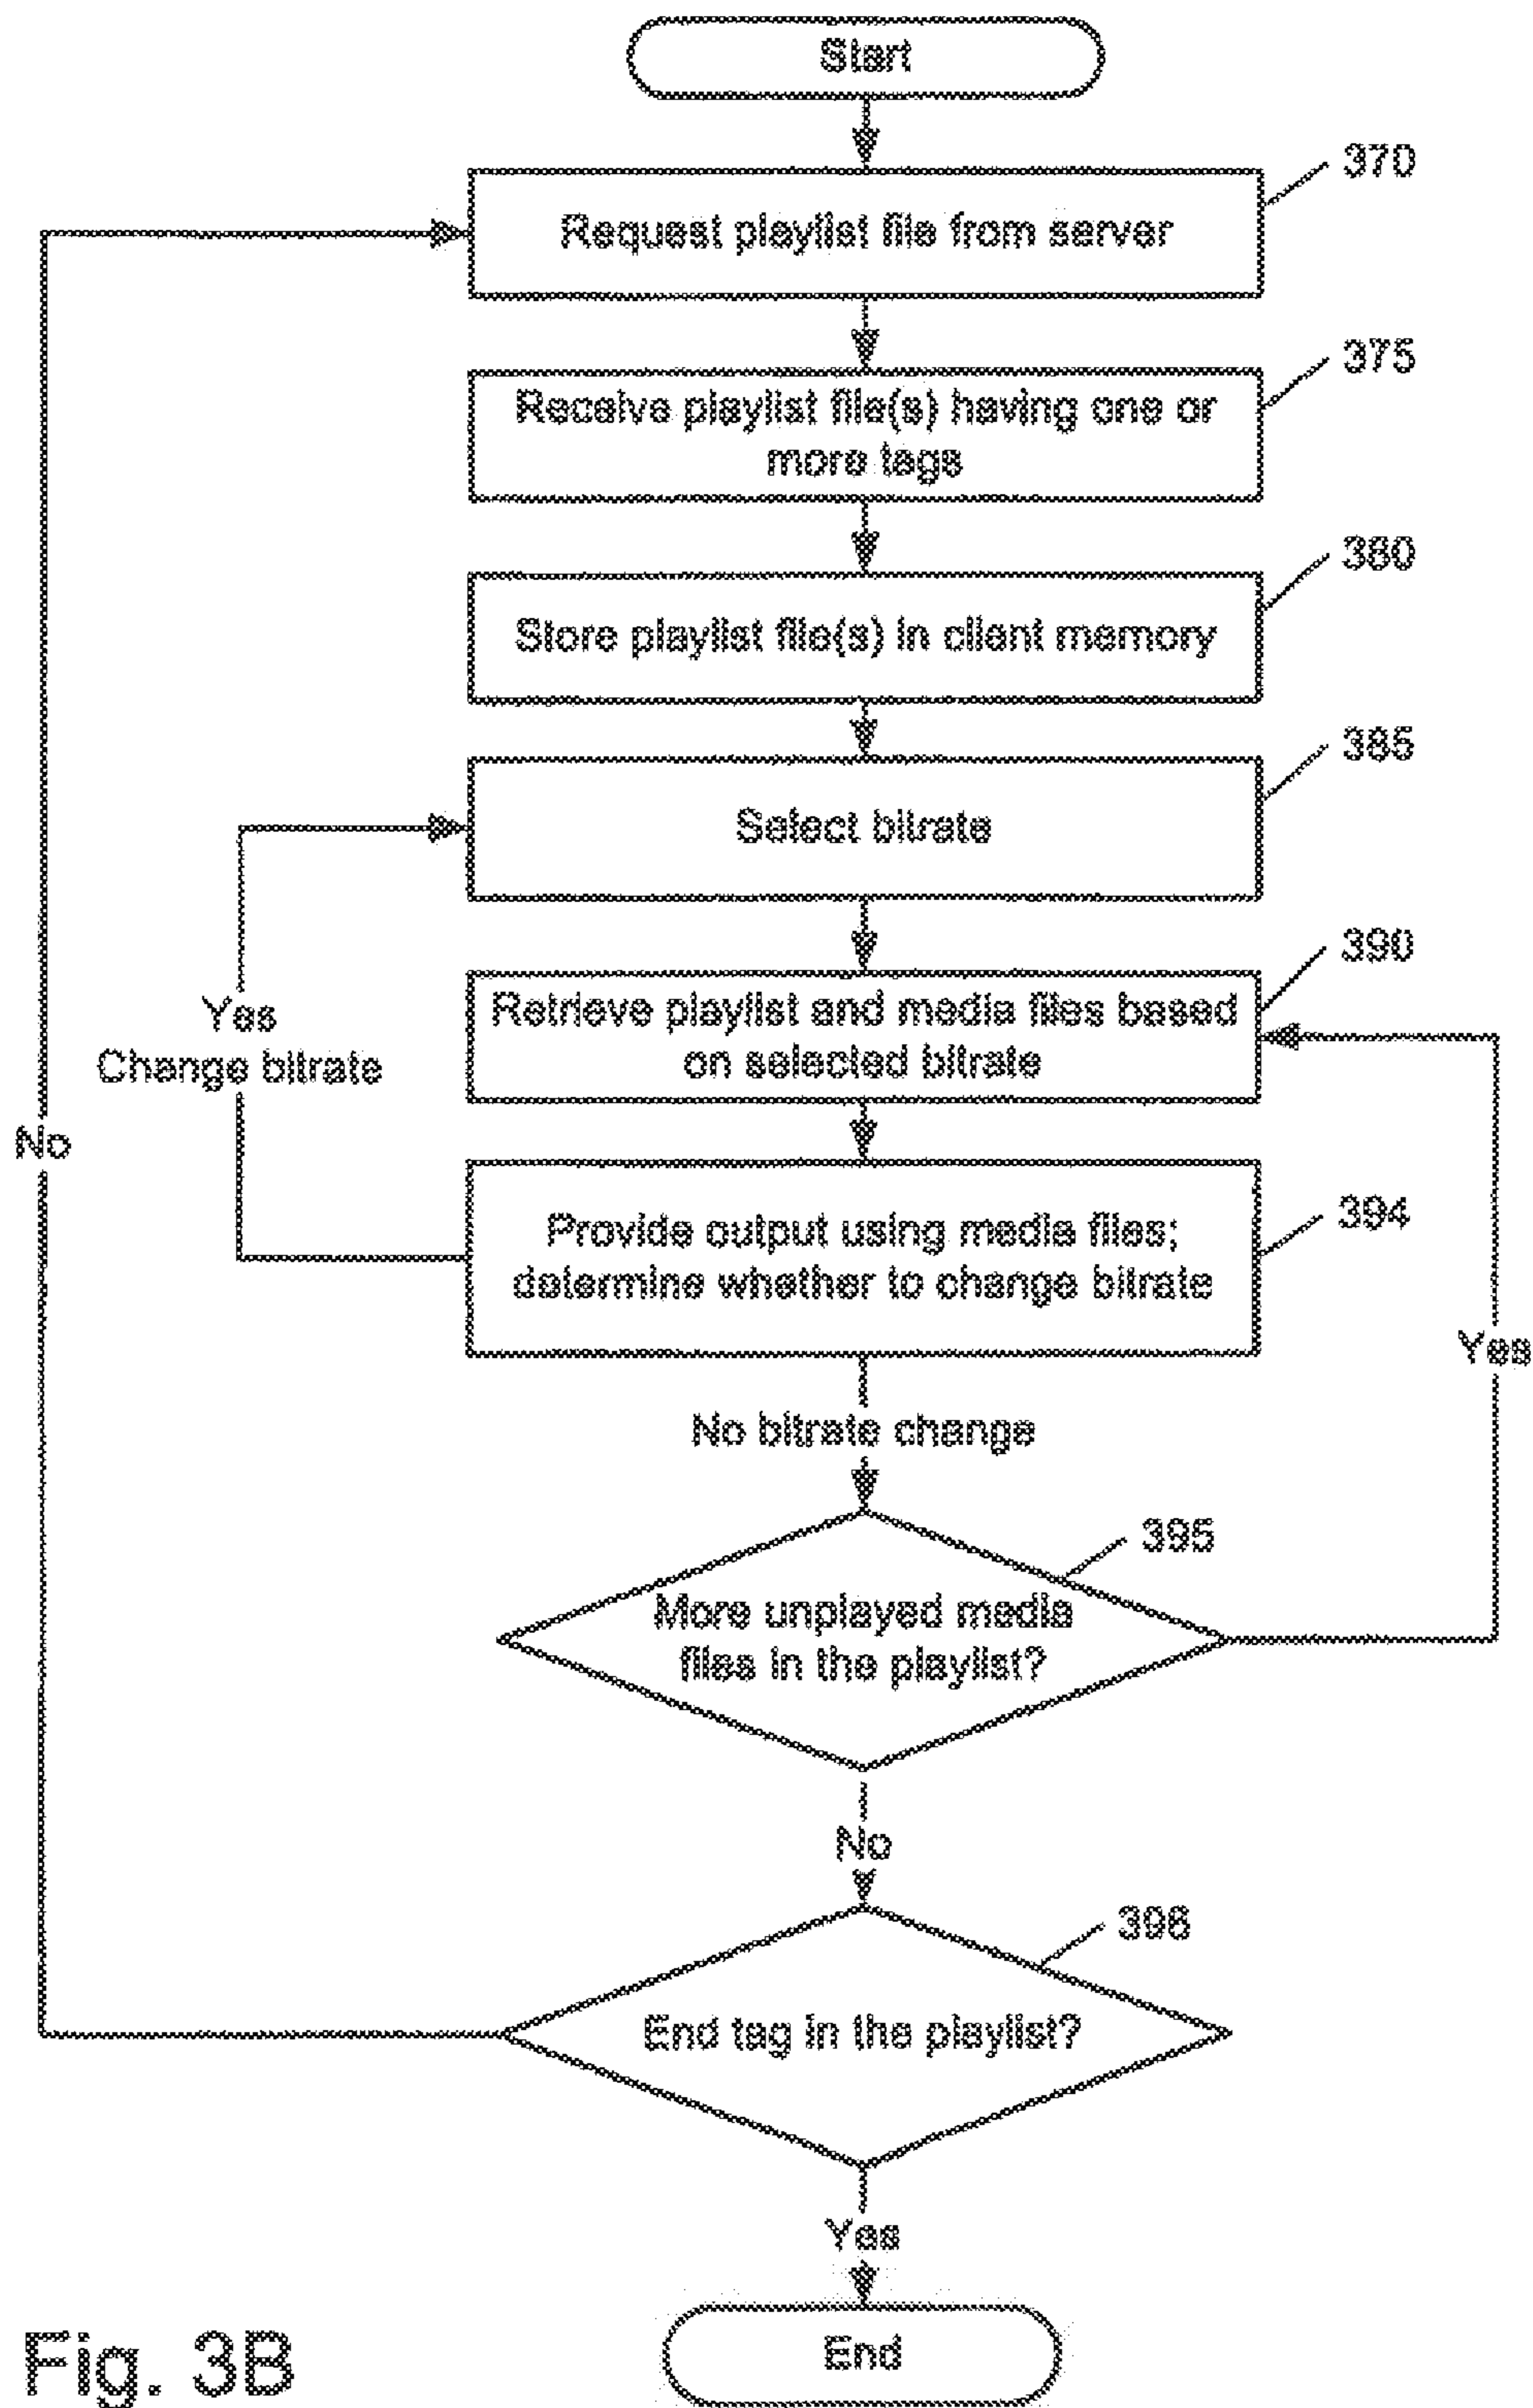 Start
370
Request playlist file from server
375
Receive playlist file(s) having one or
more tags
380
Store playlist file(s) in client memory
385
Select bitrate
390
Retrieve playlist and media files based
on selected bitrate
Yes
Change bitrate
No
394
Provide output using media files;
determine whether to change bitrate
Yes
No bitrate change
395
More unplayed media
files in the playlist?
No
396
End tag in the playlist?
Yes
End
Fig. 3B